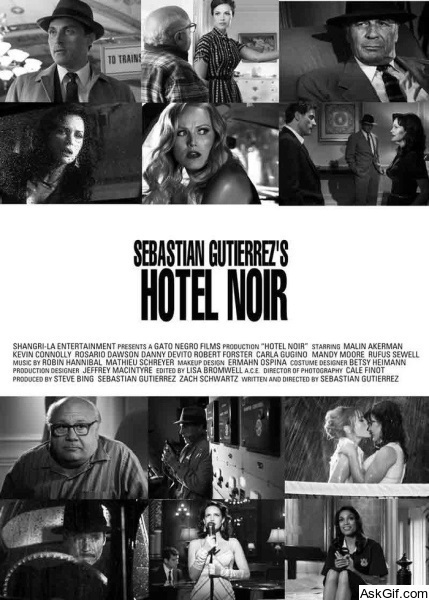 TO TRAINS
SEBASTIAN GUTIERREZ'S
HOTEL NOIR
SHANGRI-LA ENTERTAINMENT PRESENTS A GATO NEGRO FILMS PRODUCTION "HOTEL NOIR" STARRING MALIN AKERMAN
KEVIN CONNOLLY ROSARIO DAWSON DANNY DEVITO ROBERT FORSTER CARLA GUGINO MANDY MOORE RUFUS SEWELL
MUSIC BY ROBIN HANNIBAL MATHIEU SCHREYER MAKEUP DESIGN ERMAHN OSPINA COSTUME DESIGNER BETSY HEIMANN
PRODUCTION DESIGNER JEFFREY MACINTYRE EDITED BY LISA BROMWELL A.C.E. DIRECTOR OF PHOTOGRAPHY CALE FINOT
PRODUCED BY STEVE BING SEBASTIAN GUTIERREZ ZACH SCHWARTZ WRITTEN AND DIRECTED BY SEBASTIAN GUTIERREZ
AskGif.com